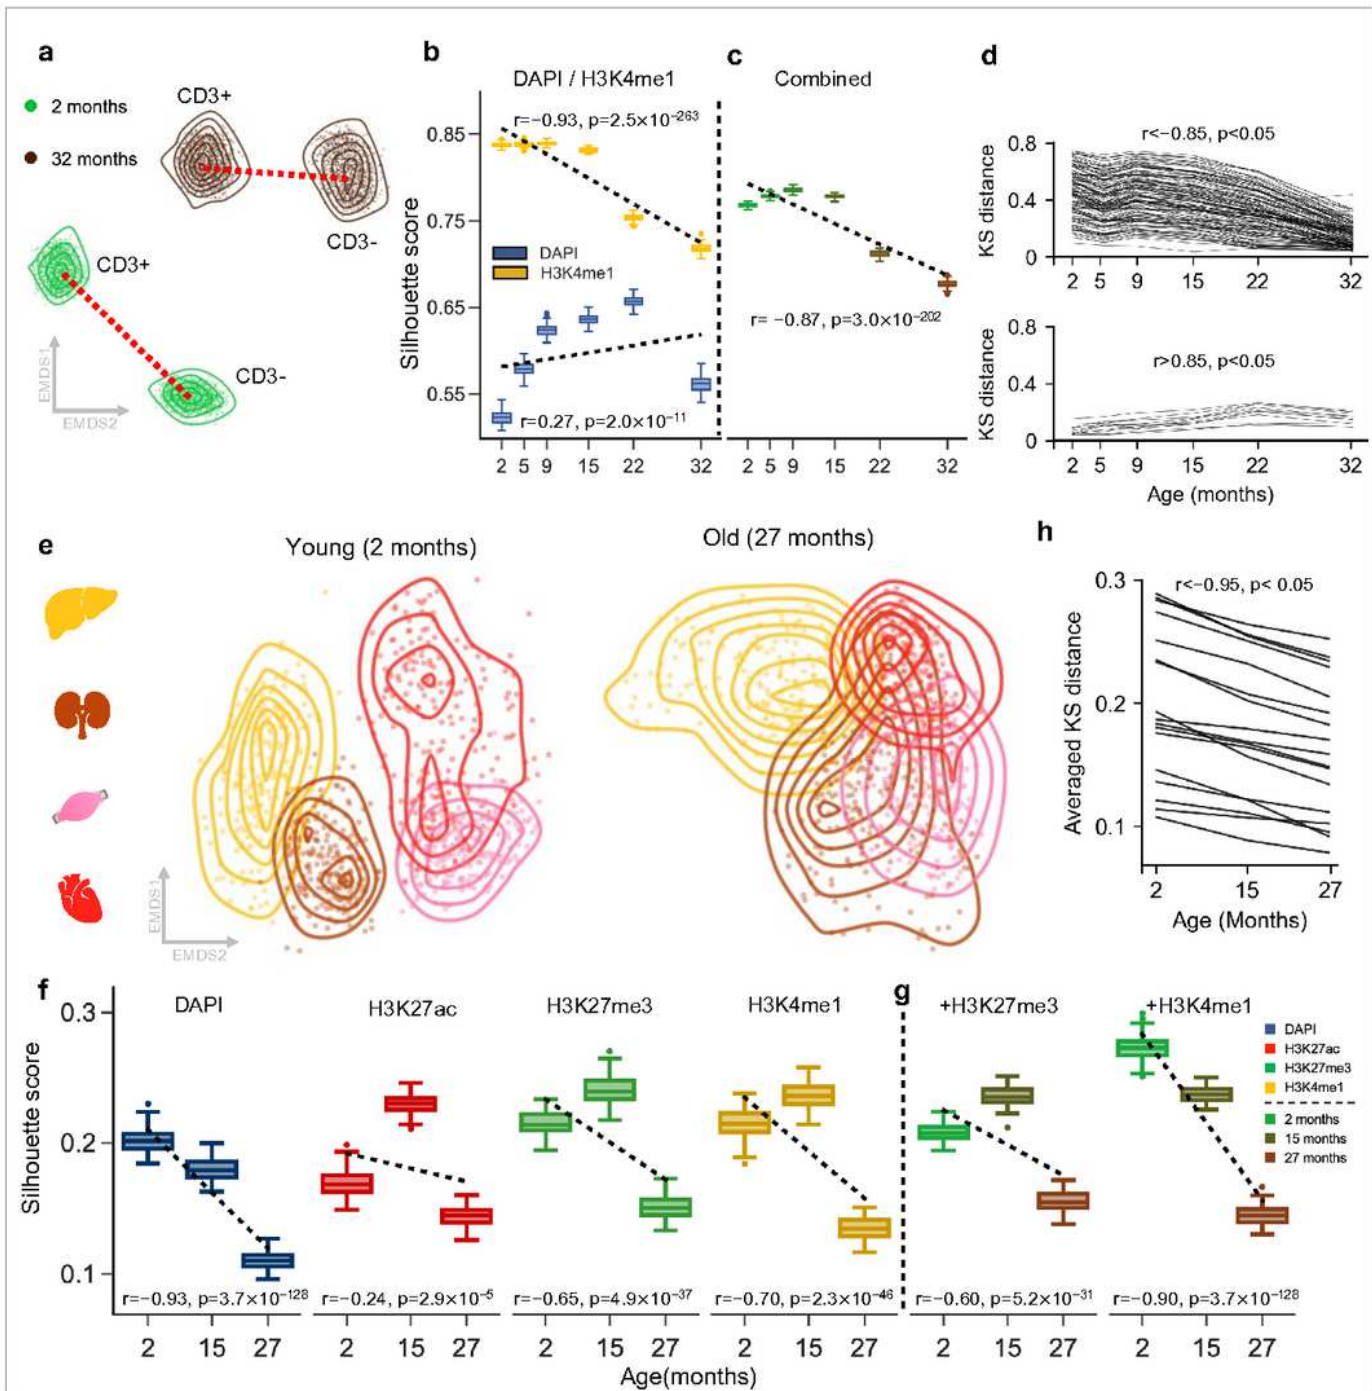 a
2 months
32 months
CD3+
CD3-
CD3+
CD3-
EMDS1
EMDS2
b
DAPI / H3K4me1
r=-0.93, p=2.5×10⁻²⁶³
0.85
0.75
0.65
0.55
Silhouette score
DAPI
H3K4me1
r=0.27, p=2.0×10⁻¹¹
2 5 9 15 22 32
c
Combined
r= -0.87, p=3.0×10⁻²⁰²
2 5 9 15 22 32
d
r<-0.85, p<0.05
0.8
0.4
0
KS distance
2 5 9 15 22 32
r>0.85, p<0.05
0.8
0.4
0
KS distance
2 5 9 15 22 32
Age (months)
e
Young (2 months)
Old (27 months)
EMDS1
EMDS2
h
r<-0.95, p< 0.05
0.3
0.2
0.1
Averaged KS distance
2 15 27
Age (Months)
f
DAPI
H3K27ac
H3K27me3
H3K4me1
0.3
0.2
0.1
Silhouette score
r=-0.93, p=3.7×10⁻¹²⁸
r=-0.24, p=2.9×10⁻⁵
r=-0.65, p=4.9×10⁻³⁷
r=-0.70, p=2.3×10⁻⁴⁶
2 15 27
2 15 27
2 15 27
2 15 27
g
+H3K27me3
+H3K4me1
DAPI
H3K27ac
H3K27me3
H3K4me1
2 months
15 months
27 months
r=-0.60, p=5.2×10⁻³¹
r=-0.90, p=3.7×10⁻¹²⁸
2 15 27
2 15 27
Age(months)